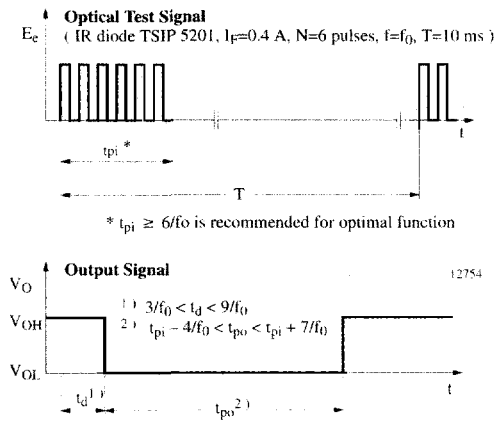 Optical Test Signal
Ee
( IR diode TSIP 5201, IF=0.4 A, N=6 pulses, f=f0, T=10 ms )
t
tpi *
T
* tpi ≥ 6/fo is recommended for optimal function
Output Signal
12754
VO
1 ) 3/f0 < td < 9/f0
VOH
2 ) tpi – 4/f0 < tpo < tpi + 7/f0
VOL
t
td 1 )
tpo 2 )